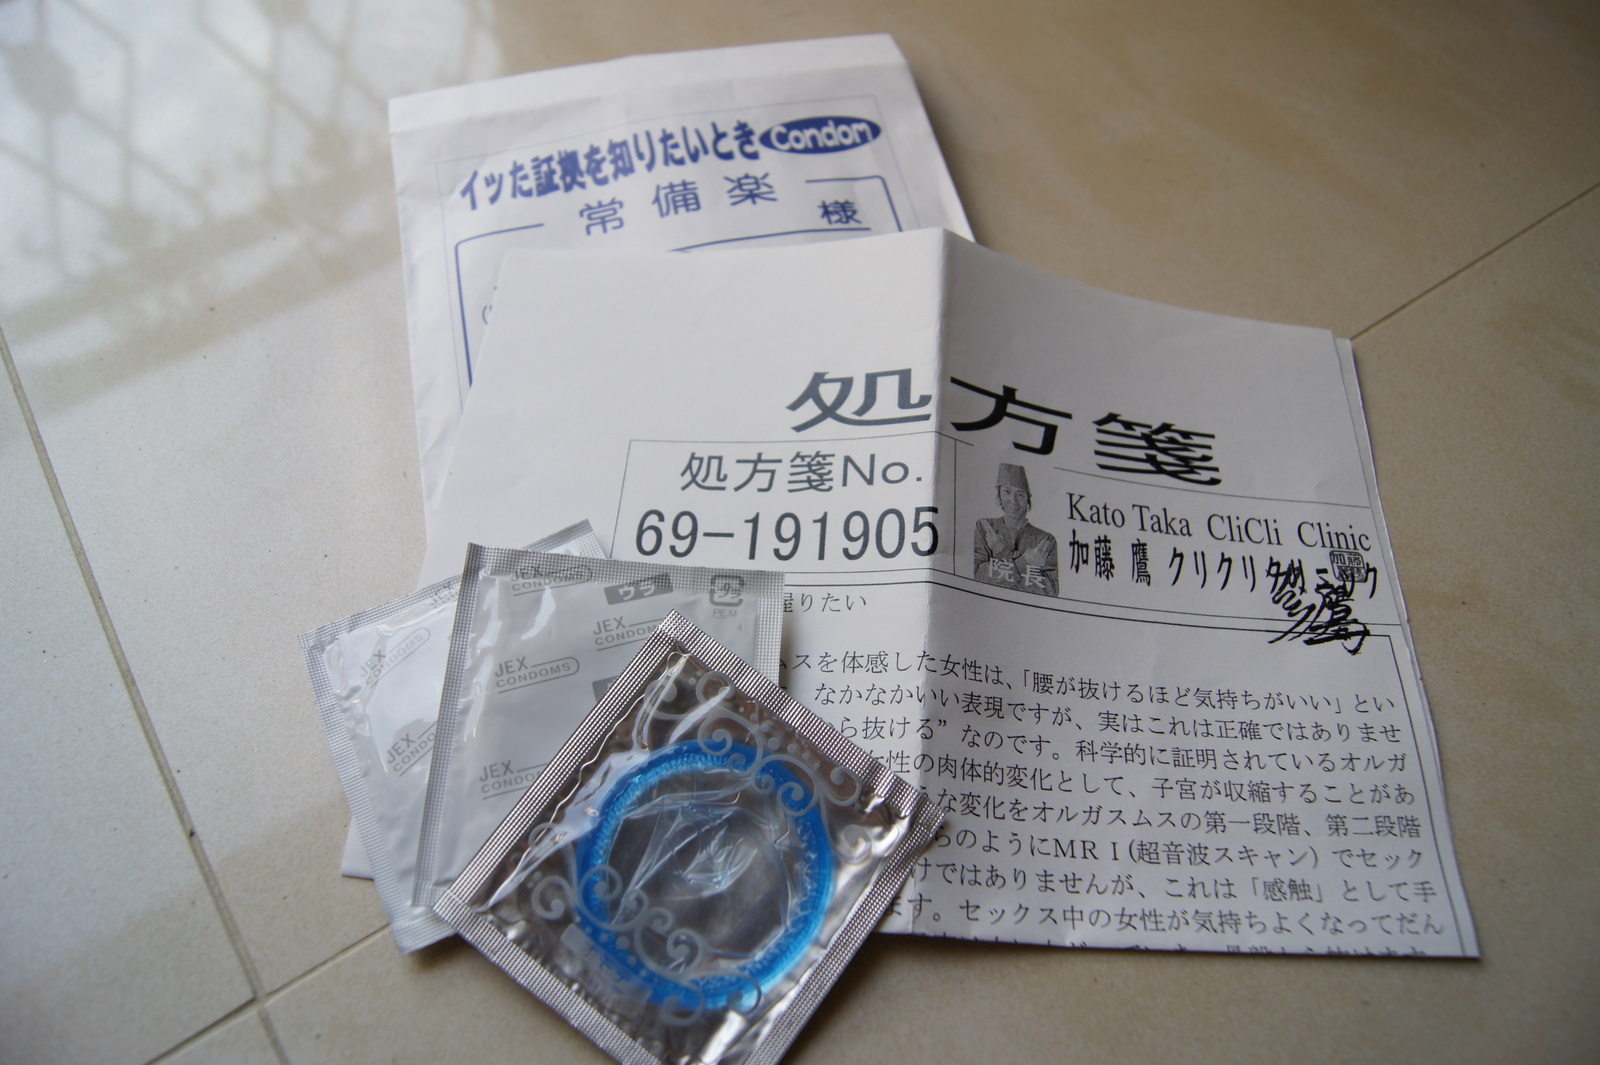 イッた証拠を知りたいとき Condom
常備楽
様
処方箋
処方箋No.
69-191905
院長
Kato Taka CliCli Clinic
加藤 鷹 クリクリ
握りたい
ムスを体感した女性は、「腰が抜けるほど気持ちがいい」とい
なかなかいい表現ですが、実はこれは正確ではありませ
ら抜ける”なのです。科学的に証明されているオルガ
女性の肉体的変化として、子宮が収縮することがあ
うな変化をオルガスムスの第一段階、第二段階
らのようにMRI(超音波スキャン)でセック
けではありませんが、これは「感触」として手
ます。セックス中の女性が気持ちよくなってだん
JEX
CONDOMS
ウラ
プラ
PE,M
JEX
CONDOMS
JEX
CONDOMS
JEX
CONDOMS
JEX
CONDOMS
JEX